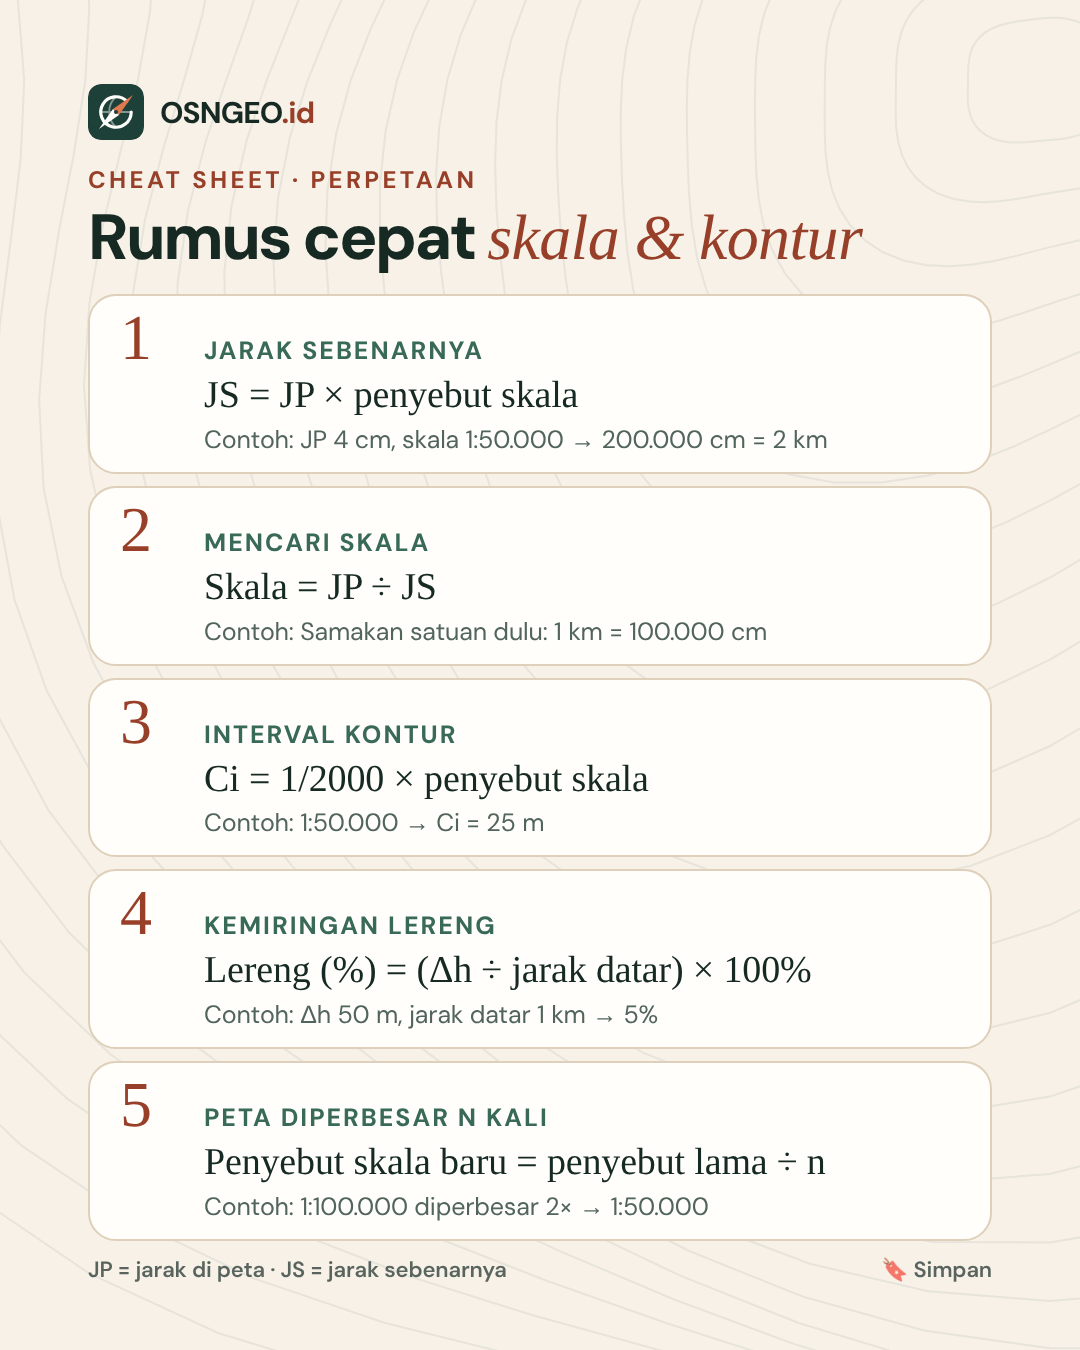 OSNGEO.id
CHEAT SHEET · PERPETAAN
Rumus cepat skala & kontur
1
JARAK SEBENARNYA
JS = JP × penyebut skala
Contoh: JP 4 cm, skala 1:50.000 → 200.000 cm = 2 km
2
MENCARI SKALA
Skala = JP ÷ JS
Contoh: Samakan satuan dulu: 1 km = 100.000 cm
3
INTERVAL KONTUR
Ci = 1/2000 × penyebut skala
Contoh: 1:50.000 → Ci = 25 m
4
KEMIRINGAN LERENG
Lereng (%) = (Δh ÷ jarak datar) × 100%
Contoh: Δh 50 m, jarak datar 1 km → 5%
5
PETA DIPERBESAR N KALI
Penyebut skala baru = penyebut lama ÷ n
Contoh: 1:100.000 diperbesar 2× → 1:50.000
JP = jarak di peta · JS = jarak sebenarnya
🔖 Simpan